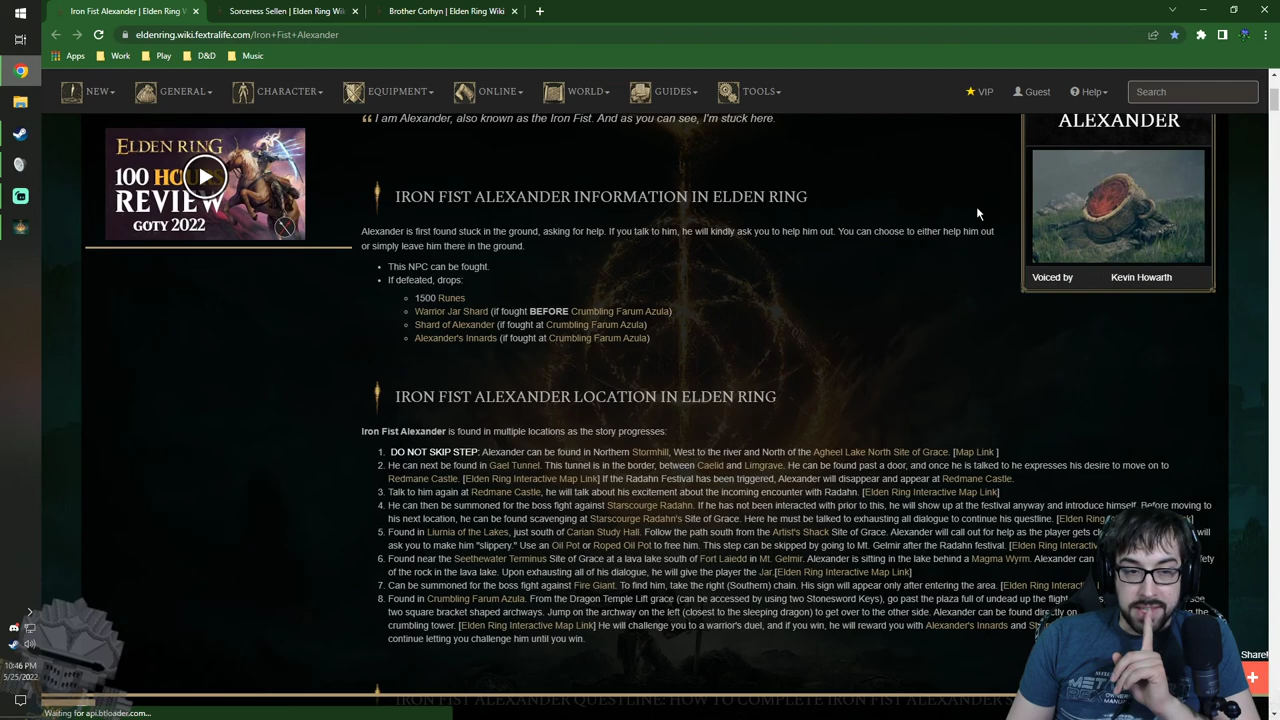 Iron Fist Alexander | Elden Ring
Sorceress Sellen | Elden Ring Wi
Brother Corhyn | Elden Ring Wiki
eldenring.wiki.fextralife.com/Iron+Fist+Alexander
Apps Work Play D&D Music
NEW GENERAL CHARACTER EQUIPMENT ONLINE WORLD GUIDES TOOLS VIP Guest Help Search
I am Alexander, also known as the Iron Fist. And as you can see, I'm stuck here.
ALEXANDER
ELDEN RING
100 REVIEW
GOTY 2022
Voiced by Kevin Howarth
IRON FIST ALEXANDER INFORMATION IN ELDEN RING
Alexander is first found stuck in the ground, asking for help. If you talk to him, he will kindly ask you to help him out. You can choose to either help him out
or simply leave him there in the ground.
This NPC can be fought.
If defeated, drops:
1500 Runes
Warrior Jar Shard (if fought BEFORE Crumbling Farum Azula)
Shard of Alexander (if fought at Crumbling Farum Azula)
Alexander's Innards (if fought at Crumbling Farum Azula)
IRON FIST ALEXANDER LOCATION IN ELDEN RING
Iron Fist Alexander is found in multiple locations as the story progresses:
1. DO NOT SKIP STEP: Alexander can be found in Northern Stormhill, West to the river and North of the Agheel Lake North Site of Grace. [Map Link ]
2. He can next be found in Gael Tunnel. This tunnel is in the border, between Caelid and Limgrave. He can be found past a door, and once he is talked to he expresses his desire to move on to
Redmane Castle. [Elden Ring Interactive Map Link] If the Radahn Festival has been triggered, Alexander will disappear and appear at Redmane Castle.
3. Talk to him again at Redmane Castle, he will talk about his excitement about the incoming encounter with Radahn. [Elden Ring Interactive Map Link]
4. He can then be summoned for the boss fight against Starscourge Radahn. If he has not been interacted with prior to this, he will show up at the festival anyway and introduce himself. Before moving to
his next location, he can be found scavenging at Starscourge Radahn's Site of Grace. Here he must be talked to exhausting all dialogue to continue his questline. [Elden Ring
5. Found in Liurnia of the Lakes, just south of Carian Study Hall. Follow the path south from the Artist's Shack Site of Grace. Alexander will call out for help as the player gets will
ask you to make him "slippery." Use an Oil Pot or Roped Oil Pot to free him. This step can be skipped by going to Mt. Gelmir after the Radahn festival. [Elden Ring
6. Found near the Seethewater Terminus Site of Grace at a lava lake south of Fort Laiedd in Mt. Gelmir. Alexander is sitting in the lake behind a Magma Wyrm. Alexander
of the rock in the lava lake. Upon exhausting all of his dialogue, he will give the player the Jar.[Elden Ring Interactive Map Link]
7. Can be summoned for the boss fight against Fire Giant. To find him, take the right (Southern) chain. His sign will appear only after entering the area. [Elden Ring
8. Found in Crumbling Farum Azula. From the Dragon Temple Lift grace (can be accessed by using two Stonesword Keys), go past the plaza full of undead up the flight
two square bracket shaped archways. Jump on the archway on the left (closest to the sleeping dragon) to get over to the other side. Alexander can be found directly on the
crumbling tower. [Elden Ring Interactive Map Link] He will challenge you to a warrior's duel, and if you win, he will reward you with Alexander's Innards and
continue letting you challenge him until you win.
Share
10:46 PM
5/25/2022
Waiting for api.btloader.com...